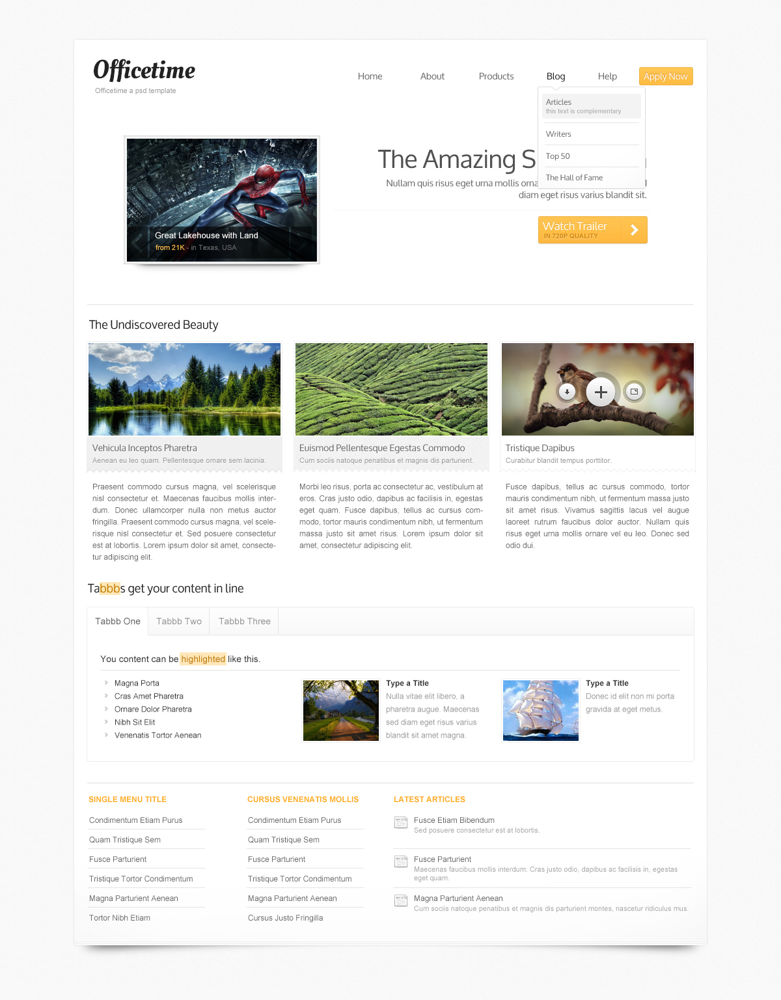 Officetime
Officetime a psd template
Home
About
Products
Blog
Help
Apply Now
Articles
this text is complementary
Writers
Top 50
The Hall of Fame
The Amazing S
Nullam quis risus eget urna mollis orna
diam eget risus varius blandit sit.
Watch Trailer
IN 720P QUALITY
Great Lakehouse with Land
from 21K - in Texas, USA
The Undiscovered Beauty
Vehicula Inceptos Pharetra
Aenean eu leo quam. Pellentesque ornare sem lacinia.
Praesent commodo cursus magna, vel scelerisque
nisl consectetur et. Maecenas faucibus mollis inter-
dum. Donec ullamcorper nulla non metus auctor
fringilla. Praesent commodo cursus magna, vel scele-
risque nisl consectetur et. Sed posuere consectetur
est at lobortis. Lorem ipsum dolor sit amet, consecte-
tur adipiscing elit.
Euismod Pellentesque Egestas Commodo
Cum sociis natoque penatibus et magnis dis parturient.
Morbi leo risus, porta ac consectetur ac, vestibulum at
eros. Cras justo odio, dapibus ac facilisis in, egestas
eget quam. Fusce dapibus, tellus ac cursus com-
modo, tortor mauris condimentum nibh, ut fermentum
massa justo sit amet risus. Lorem ipsum dolor sit
amet, consectetur adipiscing elit.
Tristique Dapibus
Curabitur blandit tempus porttitor.
Fusce dapibus, tellus ac cursus commodo, tortor
mauris condimentum nibh, ut fermentum massa justo
sit amet risus. Vivamus sagittis lacus vel augue
laoreet rutrum faucibus dolor auctor. Nullam quis
risus eget urna mollis ornare vel eu leo. Donec sed
odio dui.
Tabbbs get your content in line
Tabbb One
Tabbb Two
Tabbb Three
You content can be highlighted like this.
Magna Porta
Cras Amet Pharetra
Ornare Dolor Pharetra
Nibh Sit Elit
Venenatis Tortor Aenean
Type a Title
Nulla vitae elit libero, a
pharetra augue. Maecenas
sed diam eget risus varius
blandit sit amet magna.
Type a Title
Donec id elit non mi porta
gravida at eget metus.
SINGLE MENU TITLE
Condimentum Etiam Purus
Quam Tristique Sem
Fusce Parturient
Tristique Tortor Condimentum
Magna Parturient Aenean
Tortor Nibh Etiam
CURSUS VENENATIS MOLLIS
Condimentum Etiam Purus
Quam Tristique Sem
Fusce Parturient
Tristique Tortor Condimentum
Magna Parturient Aenean
Cursus Justo Fringilla
LATEST ARTICLES
Fusce Etiam Bibendum
Sed posuere consectetur est at lobortis.
Fusce Parturient
Maecenas faucibus mollis interdum. Cras justo odio, dapibus ac facilisis in, egestas
eget quam.
Magna Parturient Aenean
Cum sociis natoque penatibus et magnis dis parturient montes, nascetur ridiculus mus.